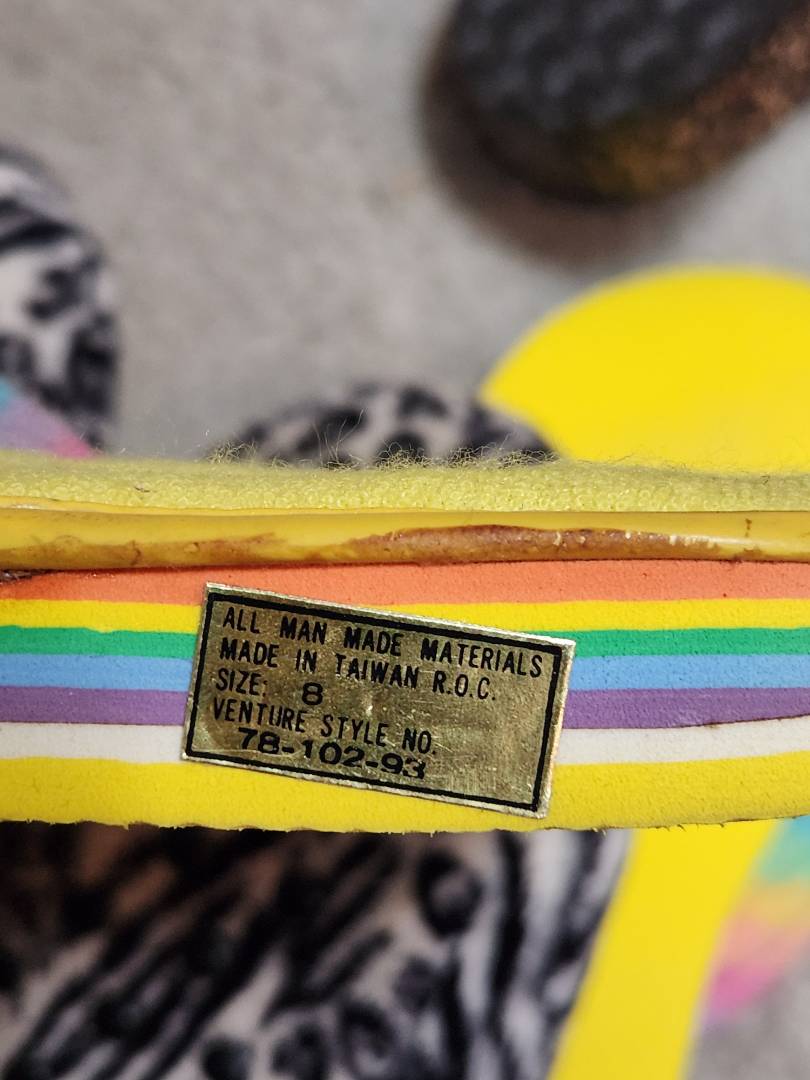 ALL MAN MADE MATERIALS
MADE IN TAIWAN R.O.C.
SIZE: 8
VENTURE STYLE NO.
78-102-93